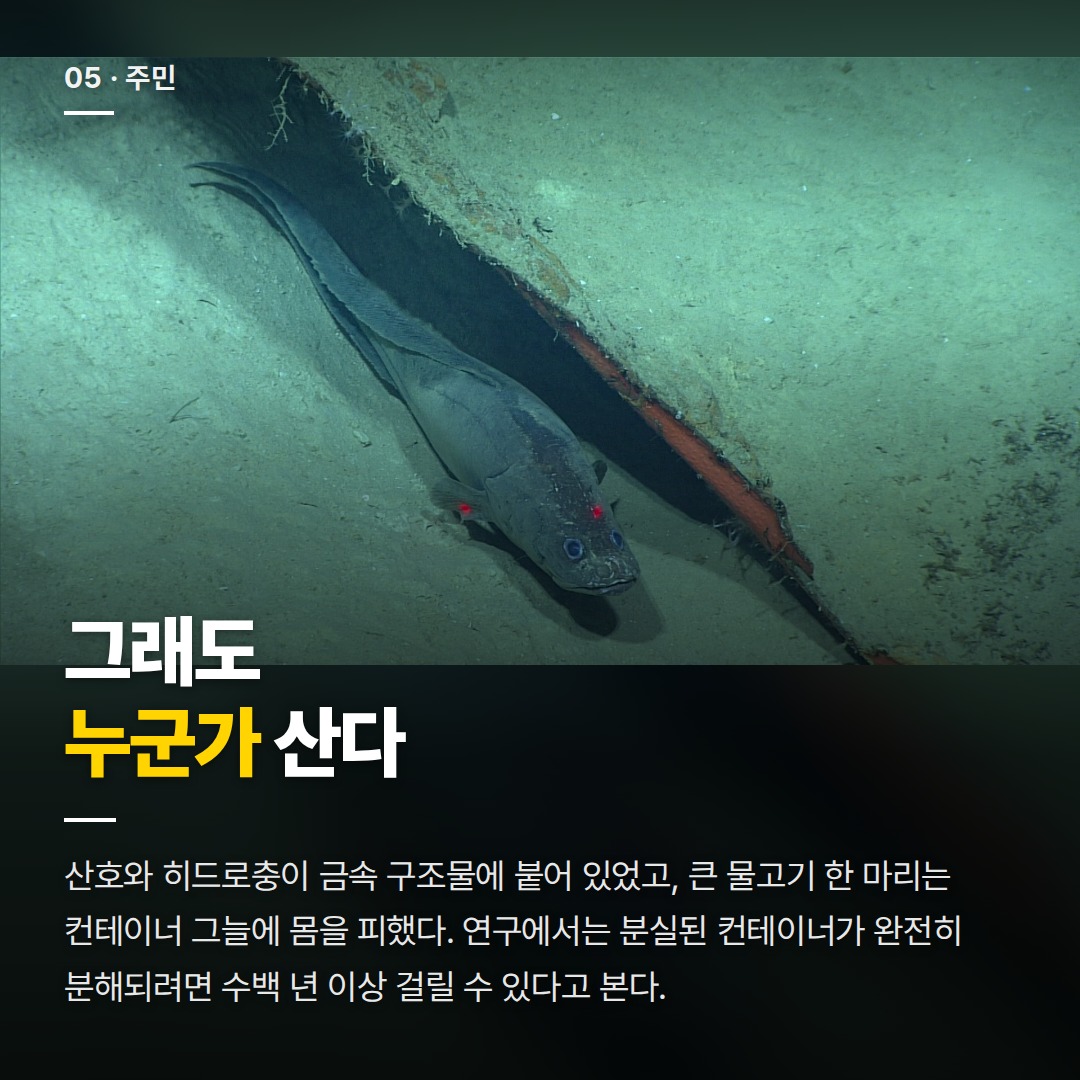 05 · 주민
그래도
누군가 산다
산호와 히드로충이 금속 구조물에 붙어 있었고, 큰 물고기 한 마리는
컨테이너 그늘에 몸을 피했다. 연구에서는 분실된 컨테이너가 완전히
분해되려면 수백 년 이상 걸릴 수 있다고 본다.